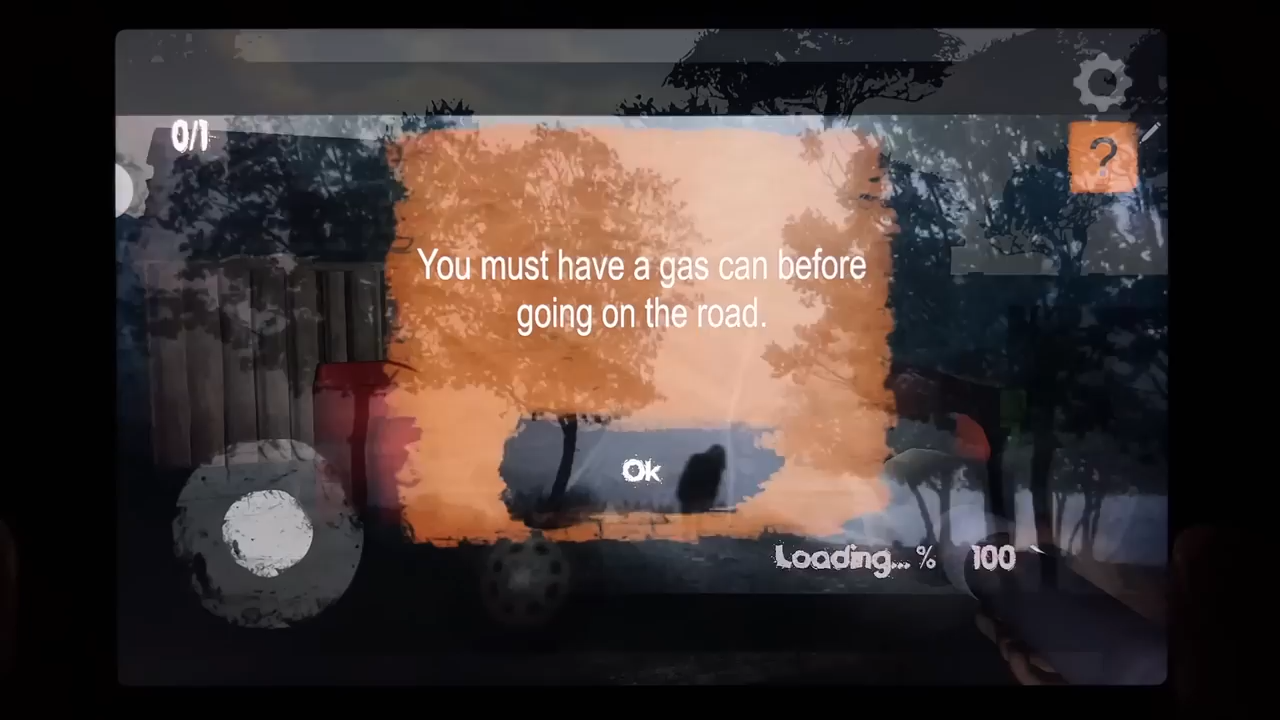 0/1
?
You must have a gas can before
going on the road.
Ok
Loading... % 100